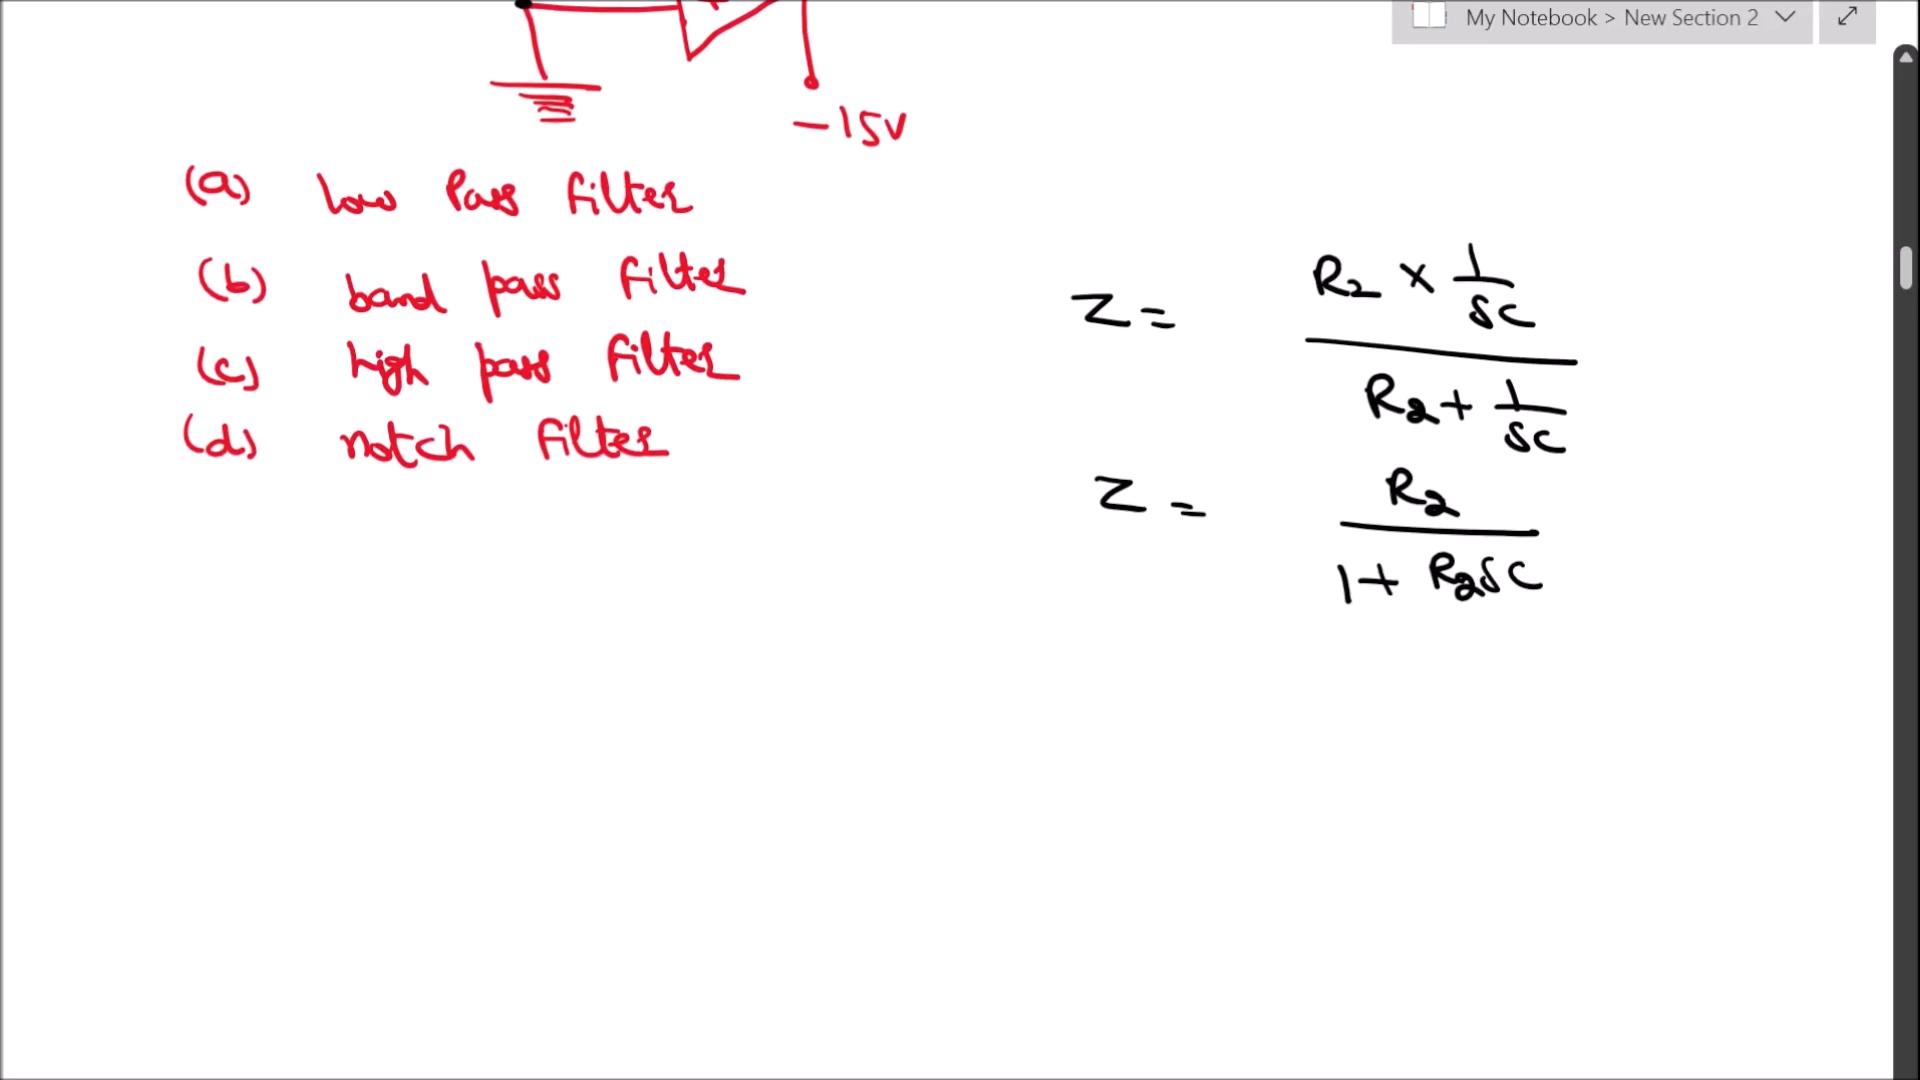 My Notebook > New Section 2
-15V
(a) low Pass filter
(b) band pass filter
(c) high pass filter
(d) notch filter
Z = R₂ × 1/SC
R₂ + 1/SC
Z = R₂
1 + R₂SC